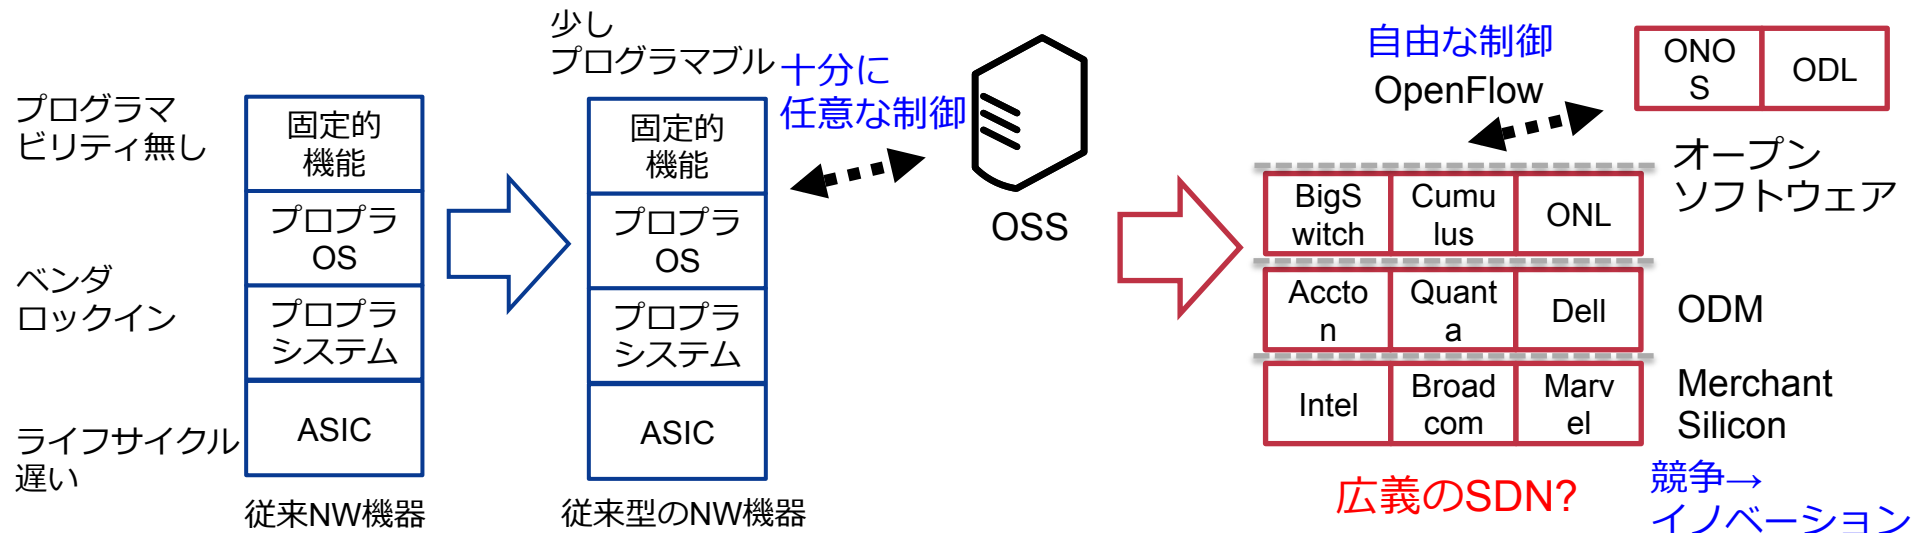 プログラマ
ビリティ無し
ベンダ
ロックイン
ライフサイクル
遅い
固定的
機能
プロプラ
OS
プロプラ
システム
ASIC
従来NW機器
少し
プログラマブル
固定的
機能
プロプラ
OS
プロプラ
システム
ASIC
従来型のNW機器
十分に
任意な制御
OSS
自由な制御
OpenFlow
ONO
S
ODL
オープン
ソフトウェア
BigS
witch
Cumu
lus
ONL
Accto
n
Quant
a
Dell
ODM
Intel
Broad
com
Marv
el
Merchant
Silicon
広義のSDN?
競争→
イノベーション